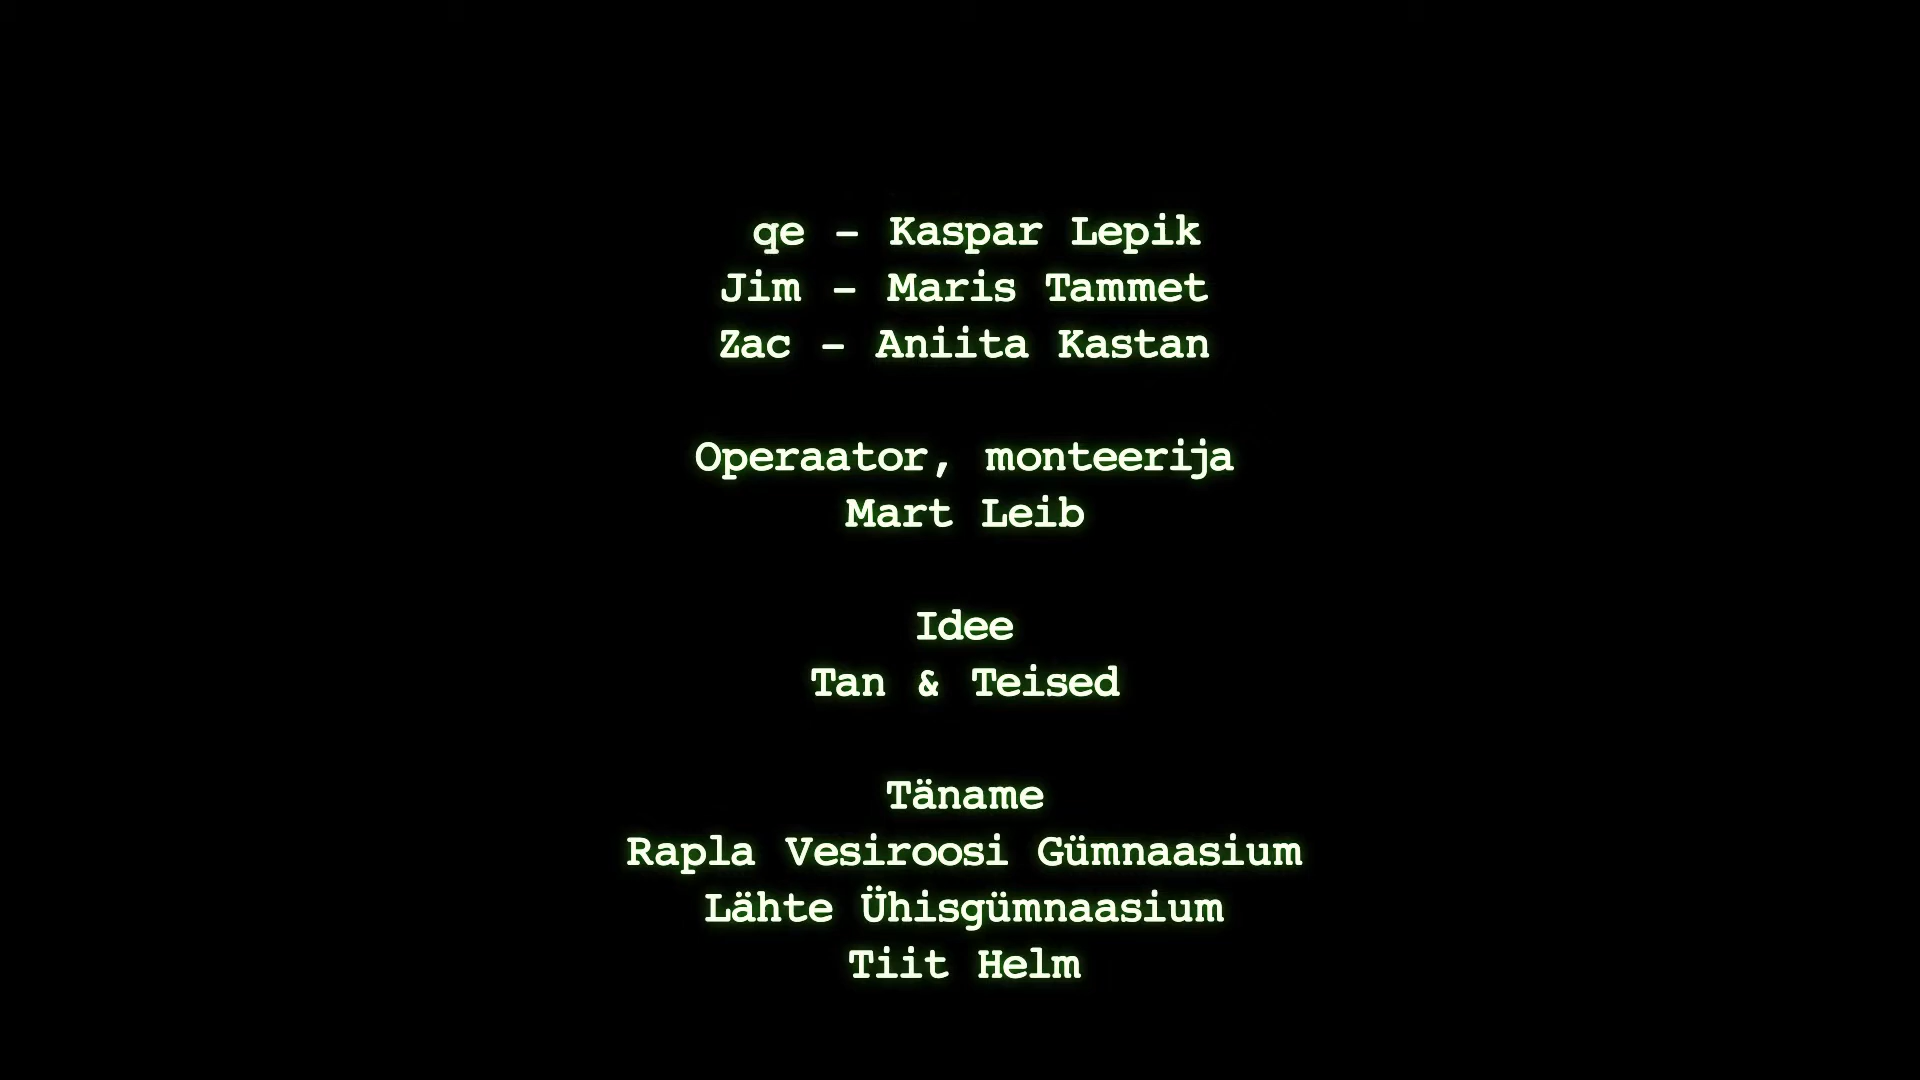 qe - Kaspar Lepik
Jim - Maris Tammet
Zac - Aniita Kastan
Operaator, monteerija
Mart Leib
Idee
Tan & Teised
Täname
Rapla Vesiroosi Gümnaasium
Lähte Ühisgümnaasium
Tiit Helm